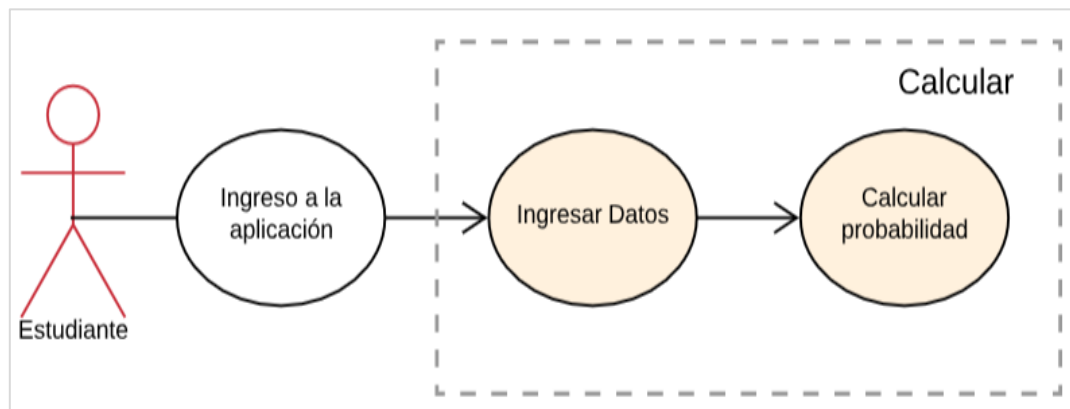 Calcular
Ingreso a la
aplicación
Ingresar Datos
Calcular
probabilidad
Estudiante